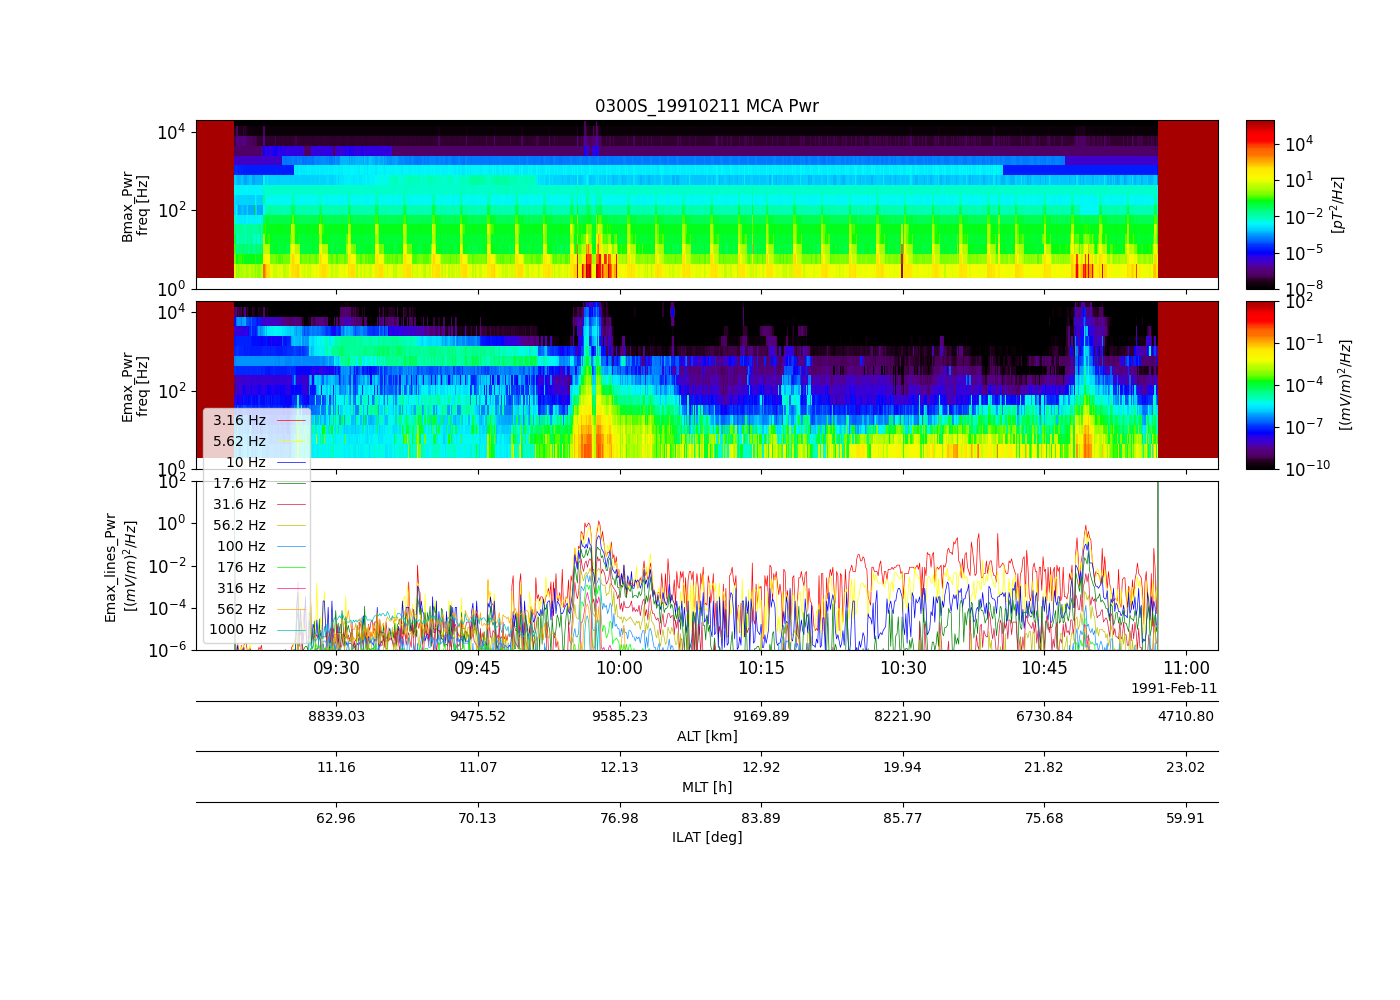 0300S_19910211 MCA Pwr
10^4
10^2
10^0
Bmax_Pwr
freq [Hz]
10^4
10^1
10^-2
10^-5
10^-8
[pT^2/Hz]
10^4
10^2
10^0
Emax_Pwr
freq [Hz]
10^2
10^-1
10^-4
10^-7
10^-10
[(mV/m)^2/Hz]
3.16 Hz
5.62 Hz
10 Hz
17.6 Hz
31.6 Hz
56.2 Hz
100 Hz
176 Hz
316 Hz
562 Hz
1000 Hz
10^2
10^0
10^-2
10^-4
10^-6
Emax_lines_Pwr
[(mV/m)^2/Hz]
09:30 09:45 10:00 10:15 10:30 10:45 11:00
1991-Feb-11
8839.03 9475.52 9585.23 9169.89 8221.90 6730.84 4710.80
ALT [km]
11.16 11.07 12.13 12.92 19.94 21.82 23.02
MLT [h]
62.96 70.13 76.98 83.89 85.77 75.68 59.91
ILAT [deg]